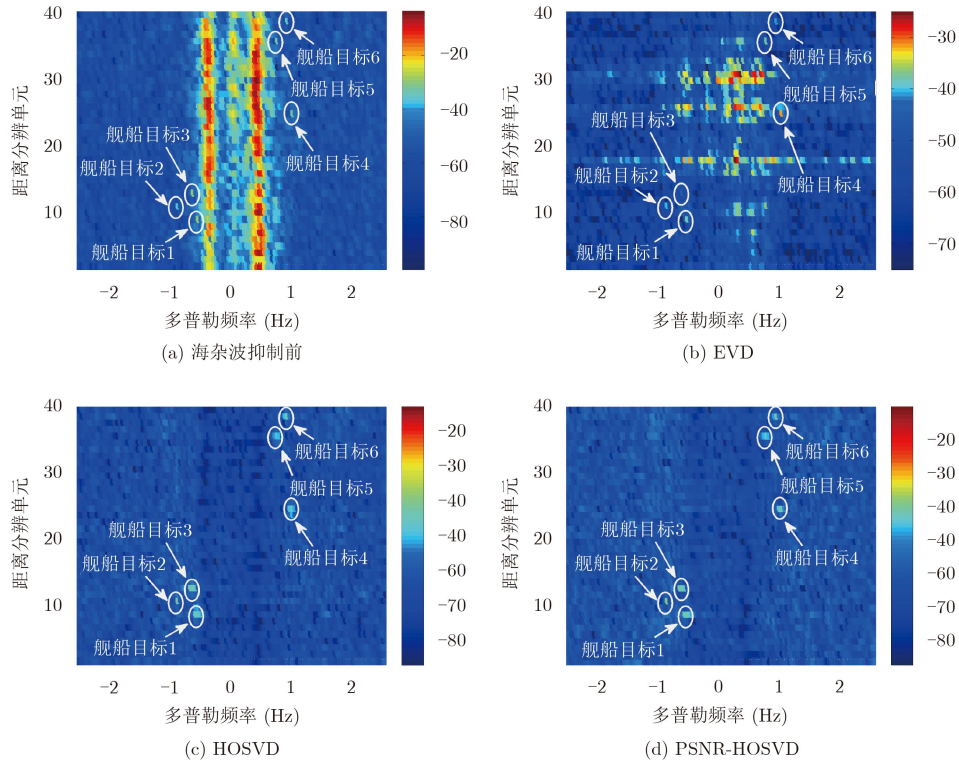 40
30
20
10
距离分辨单元
舰船目标6
舰船目标5
舰船目标4
舰船目标3
舰船目标2
舰船目标1
−20
−40
−60
−80
−2
−1
0
1
2
多普勒频率 (Hz)
(a) 海杂波抑制前
40
30
20
10
距离分辨单元
舰船目标6
舰船目标5
舰船目标3
舰船目标2
舰船目标4
舰船目标1
−30
−40
−50
−60
−70
−2
−1
0
1
2
多普勒频率 (Hz)
(b) EVD
40
30
20
10
距离分辨单元
舰船目标6
舰船目标5
舰船目标4
舰船目标3
舰船目标2
舰船目标1
−20
−30
−40
−50
−60
−70
−80
−2
−1
0
1
2
多普勒频率 (Hz)
(c) HOSVD
40
30
20
10
距离分辨单元
舰船目标6
舰船目标5
舰船目标4
舰船目标3
舰船目标2
舰船目标1
−20
−30
−40
−50
−60
−70
−80
−2
−1
0
1
2
多普勒频率 (Hz)
(d) PSNR-HOSVD